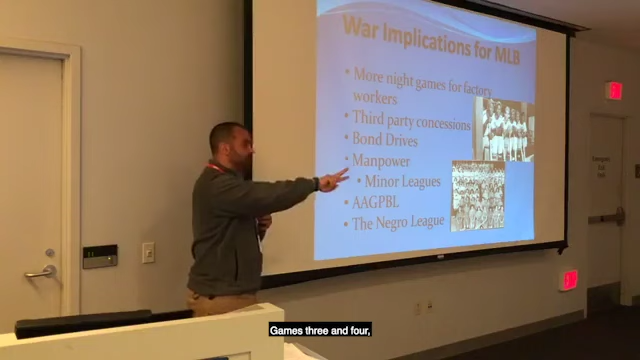 War Implications for MLB
• More night games for factory
workers
• Third party concessions
• Bond Drives
• Manpower
• Minor Leagues
• AAGPBL
• The Negro League
Games three and four,